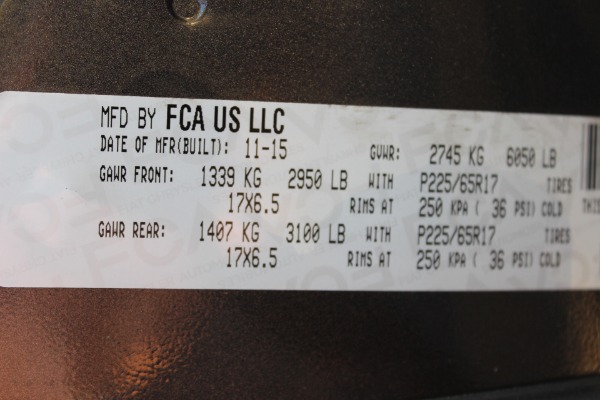 MFD BY FCA US LLC
DATE OF MFR(BUILT): 11-15 GVWR: 2745 KG 6050 LB
GAWR FRONT: 1339 KG 2950 LB WITH P225/65R17 TIRES
17X6.5 RIMS AT 250 KPA ( 36 PSI) COLD
GAWR REAR: 1407 KG 3100 LB WITH P225/65R17 TIRES
17X6.5 RIMS AT 250 KPA ( 36 PSI) COLD